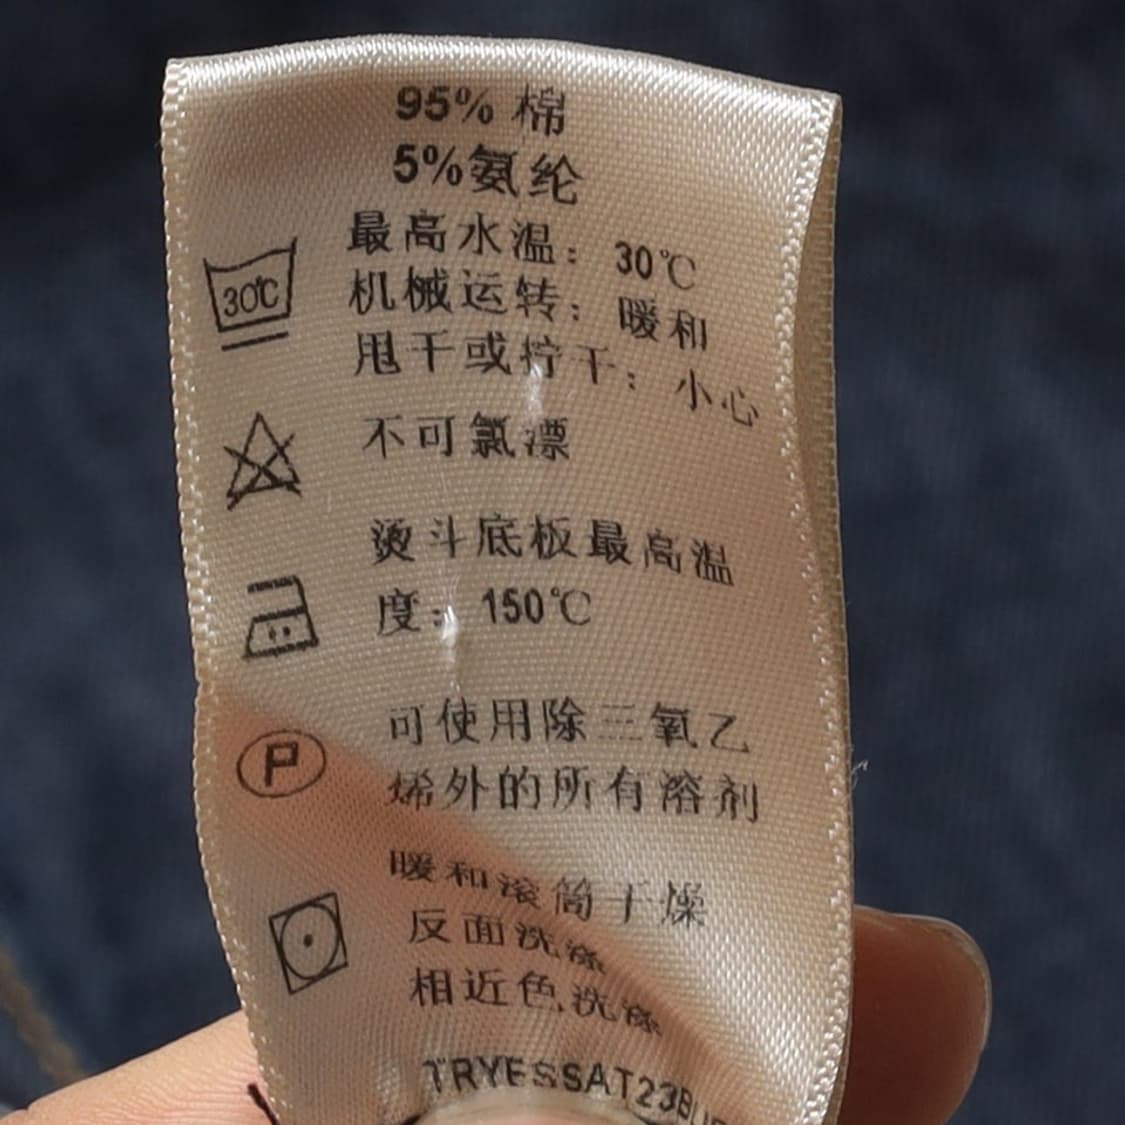 95% 棉
5%氨纶
最高水温：30℃
30℃
机械运转：暖和
甩干或拧干：小心
不可氯漂
烫斗底板最高温
度：150℃
可使用除三氧乙
P
烯外的所有溶剂
暖和滚筒干燥
反面洗涤
相近色洗涤
TRYESSAT23BU